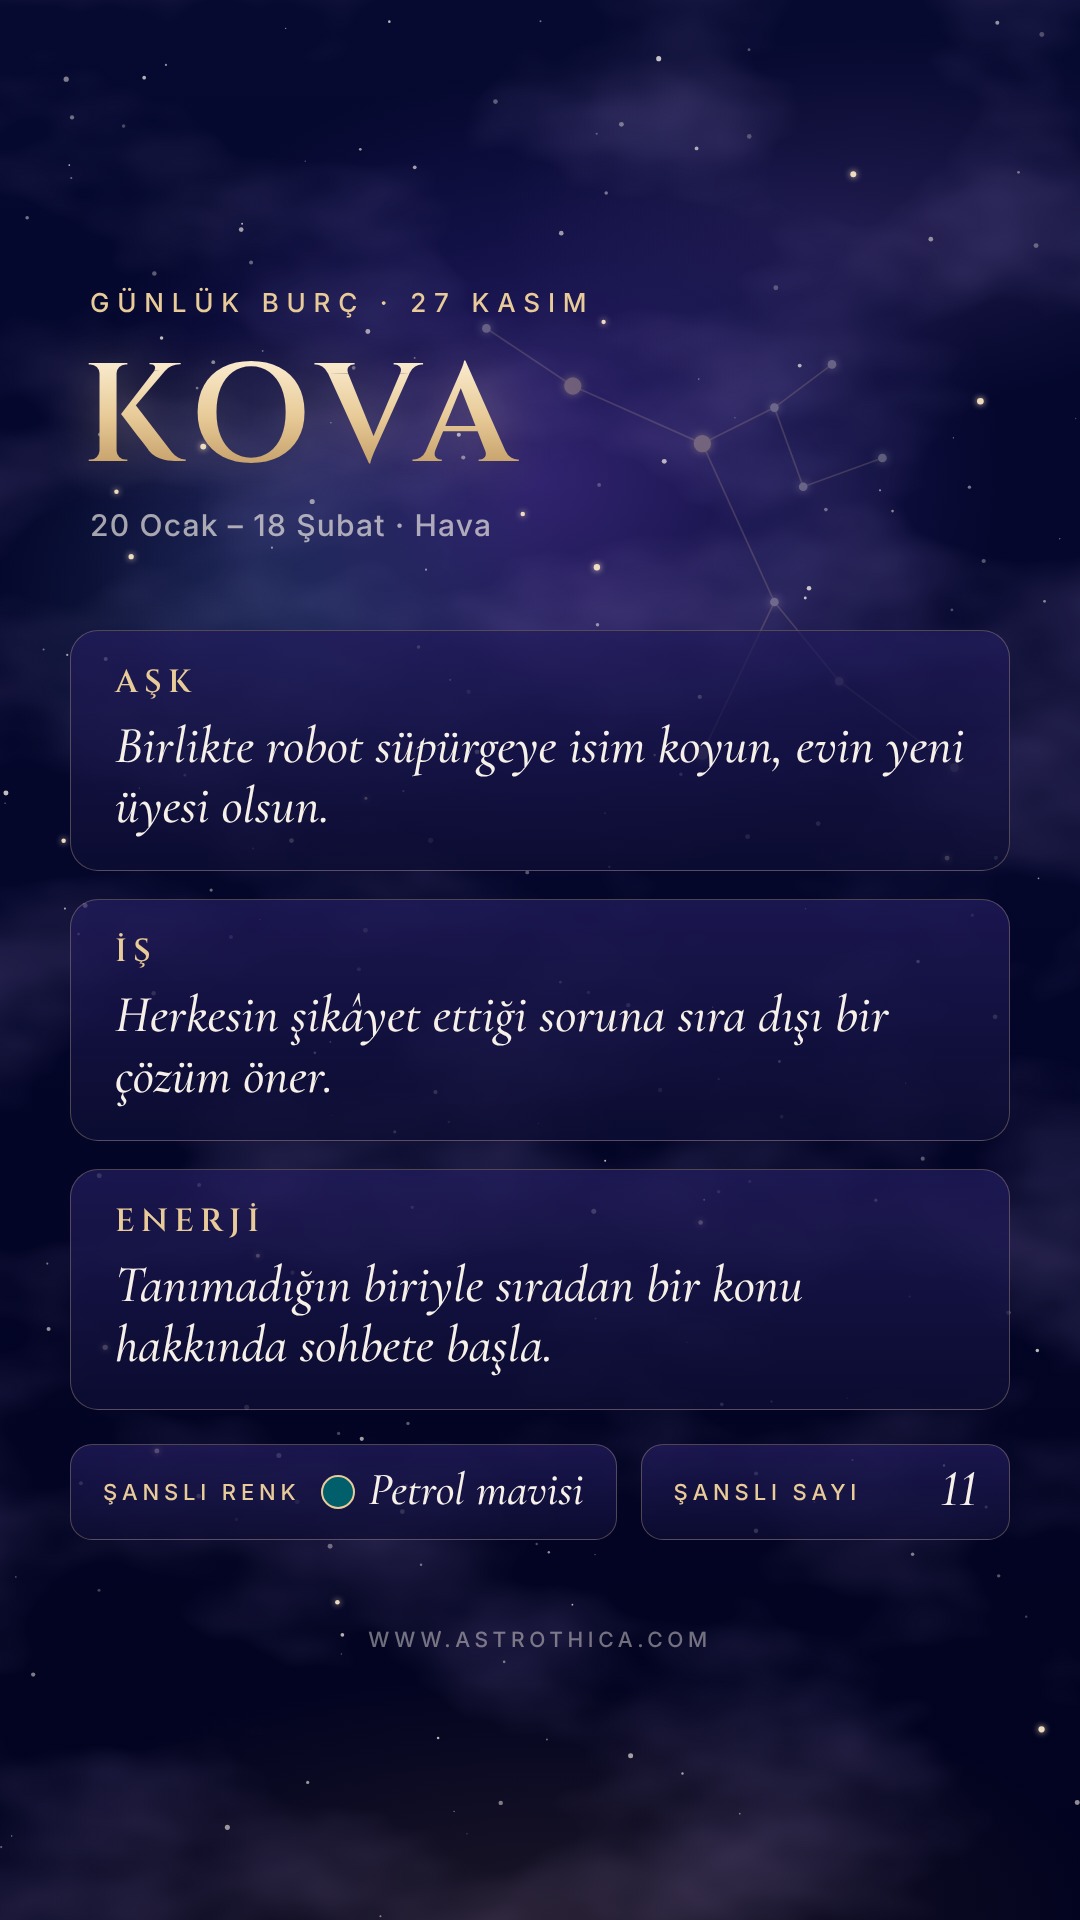 GÜNLÜK BURÇ · 27 KASIM
KOVA
20 Ocak – 18 Şubat · Hava
AŞK
Birlikte robot süpürgeye isim koyun, evin yeni
üyesi olsun.
İŞ
Herkesin şikâyet ettiği soruna sıra dışı bir
çözüm öner.
ENERJİ
Tanımadığın biriyle sıradan bir konu
hakkında sohbete başla.
ŞANSLI RENK Petrol mavisi
ŞANSLI SAYI 11
WWW.ASTROTHICA.COM